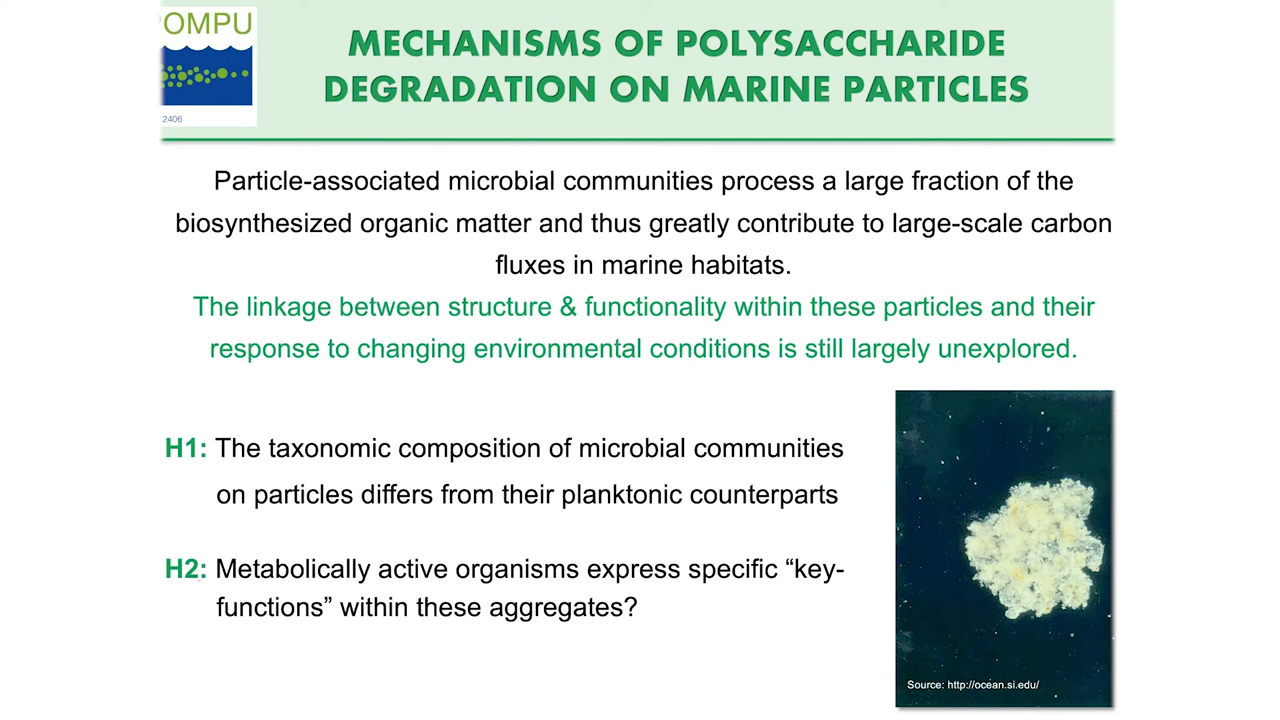 OMPU
2406
MECHANISMS OF POLYSACCHARIDE
DEGRADATION ON MARINE PARTICLES
Particle-associated microbial communities process a large fraction of the
biosynthesized organic matter and thus greatly contribute to large-scale carbon
fluxes in marine habitats.
The linkage between structure & functionality within these particles and their
response to changing environmental conditions is still largely unexplored.
H1: The taxonomic composition of microbial communities
on particles differs from their planktonic counterparts
H2: Metabolically active organisms express specific “key-
functions” within these aggregates?
Source: http://ocean.si.edu/